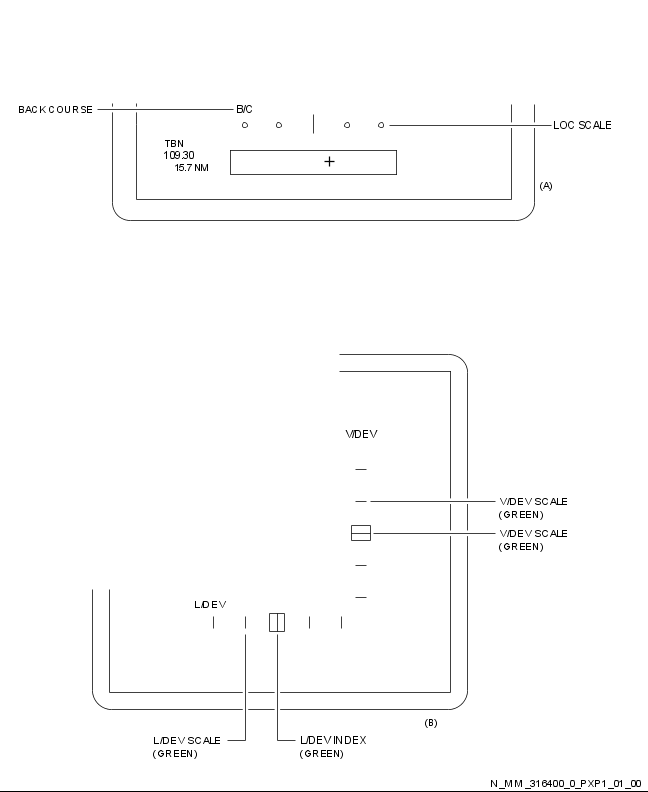 BACK COURSE
B/C
LOC SCALE
TBN
109.30
15.7 NM
(A)
V/DEV
V/DEV SCALE
(GREEN)
V/DEV SCALE
(GREEN)
L/DEV
(B)
L/DEV SCALE
(GREEN)
L/DEV INDEX
(GREEN)
N_MM_316400_0_PXP1_01_00